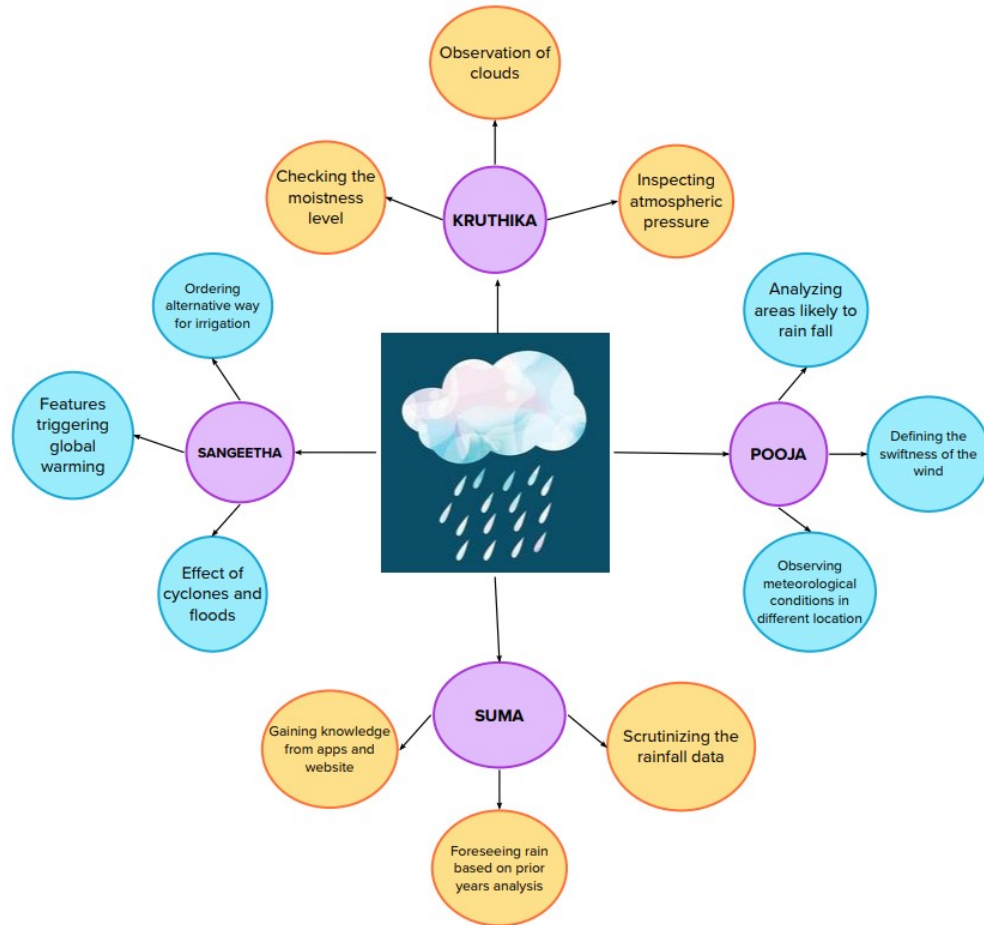 Observation of
clouds
Checking the
moistness
level
KRUTHIKA
Inspecting
atmospheric
pressure
Ordering
alternative way
for irrigation
Features
triggering
global
warming
SANGEETHA
Effect of
cyclones and
floods
Analyzing
areas likely to
rain fall
POOJA
Defining the
swiftness of the
wind
Observing
meteorological
conditions in
different location
SUMA
Gaining knowledge
from apps and
website
Scrutinizing the
rainfall data
Foreseeing rain
based on prior
years analysis